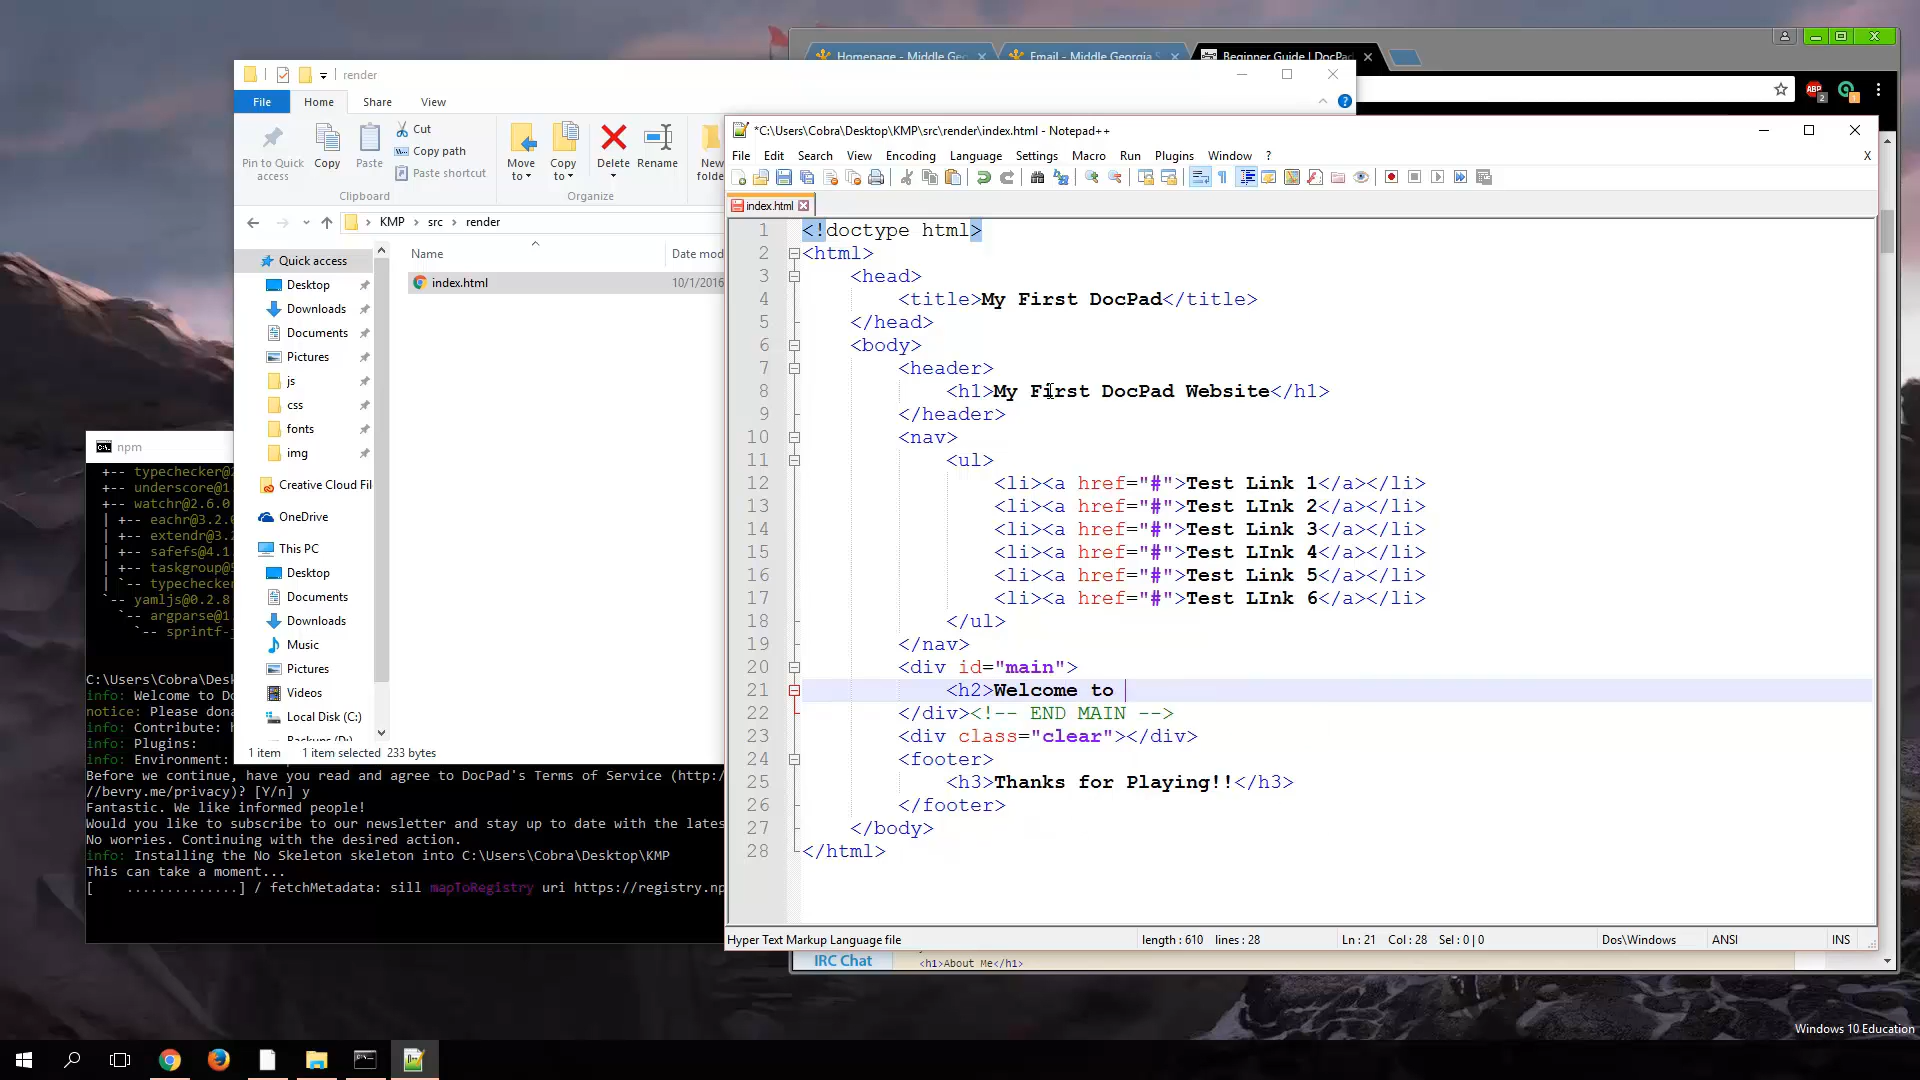 Homepage - Middle Geo
Email - Middle Georgia S
Beginner Guide | DocPad
render
File
Home
Share
View
Pin to Quick access
Copy
Paste
Cut
Copy path
Paste shortcut
Move to
Copy to
Delete
Rename
New folder
Clipboard
Organize
KMP
src
render
Name
Date mod
Quick access
Desktop
Downloads
Documents
Pictures
js
css
fonts
img
Creative Cloud Fil
OneDrive
This PC
Desktop
Documents
Downloads
Music
Pictures
Videos
Local Disk (C:)
index.html
10/1/2016
1 item
1 item selected 233 bytes
*C:\Users\Cobra\Desktop\KMP\src\render\index.html - Notepad++
File Edit Search View Encoding Language Settings Macro Run Plugins Window ?
X
index.html
1 <!doctype html>
2 <html>
3 <head>
4 <title>My First DocPad</title>
5 </head>
6 <body>
7 <header>
8 <h1>My First DocPad Website</h1>
9 </header>
10 <nav>
11 <ul>
12 <li><a href="#">Test Link 1</a></li>
13 <li><a href="#">Test LInk 2</a></li>
14 <li><a href="#">Test LInk 3</a></li>
15 <li><a href="#">Test LInk 4</a></li>
16 <li><a href="#">Test Link 5</a></li>
17 <li><a href="#">Test LInk 6</a></li>
18 </ul>
19 </nav>
20 <div id="main">
21 <h2>Welcome to
22 </div><!-- END MAIN -->
23 <div class="clear"></div>
24 <footer>
25 <h3>Thanks for Playing!!</h3>
26 </footer>
27 </body>
28 </html>
Hyper Text Markup Language file
length : 610 lines : 28
Ln : 21 Col : 28 Sel : 0 | 0
Dos\Windows
ANSI
INS
IRC Chat
<h1>About Me</h1>
npm
+-- typechecker@2
+-- underscore@1.
+-- watchr@2.6.0
| +-- eachr@3.2.0
| +-- extendr@3.2
| +-- safefs@4.1.
| +-- taskgroup@5
| `-- typechecker
`-- yamljs@0.2.8
`-- argparse@1.
`-- sprintf-j
C:\Users\Cobra\Desk
info: Welcome to Do
notice: Please dona
info: Contribute: h
info: Plugins:
info: Environment:
Before we continue, have you read and agree to DocPad's Terms of Service (http:/
//bevry.me/privacy)? [Y/n] y
Fantastic. We like informed people!
Would you like to subscribe to our newsletter and stay up to date with the lates
No worries. Continuing with the desired action.
info: Installing the No Skeleton skeleton into C:\Users\Cobra\Desktop\KMP
This can take a moment...
[ ..............] / fetchMetadata: sill mapToRegistry uri https://registry.np
Windows 10 Education